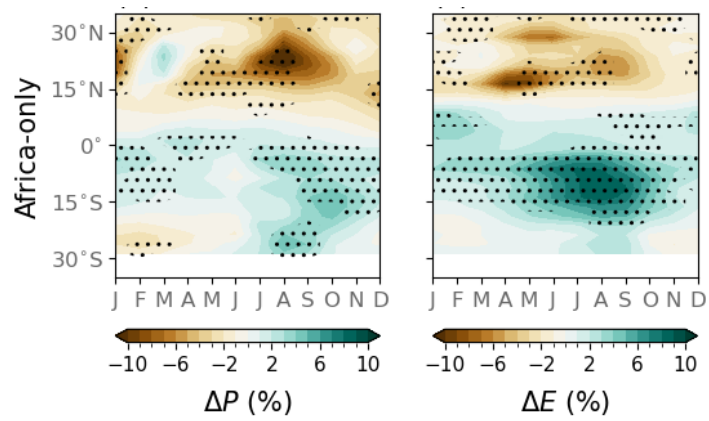 Africa-only
30°N
15°N
0°
15°S
30°S
J F M A M J J A S O N D
J F M A M J J A S O N D
−10 −6 −2 2 6 10
−10 −6 −2 2 6 10
ΔP (%)
ΔE (%)